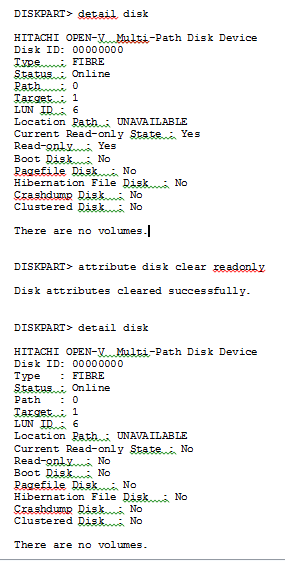 DISKPART> detail disk
HITACHI OPEN-V  Multi-Path Disk Device
Disk ID: 00000000
Type   : FIBRE
Status : Online
Path   : 0
Target : 1
LUN ID : 6
Location Path : UNAVAILABLE
Current Read-only State : Yes
Read-only  : Yes
Boot Disk  : No
Pagefile Disk  : No
Hibernation File Disk  : No
Crashdump Disk  : No
Clustered Disk  : No
There are no volumes.
DISKPART> attribute disk clear readonly
Disk attributes cleared successfully.
DISKPART> detail disk
HITACHI OPEN-V  Multi-Path Disk Device
Disk ID: 00000000
Type   : FIBRE
Status : Online
Path   : 0
Target : 1
LUN ID : 6
Location Path : UNAVAILABLE
Current Read-only State : No
Read-only  : No
Boot Disk  : No
Pagefile Disk  : No
Hibernation File Disk  : No
Crashdump Disk  : No
Clustered Disk  : No
There are no volumes.